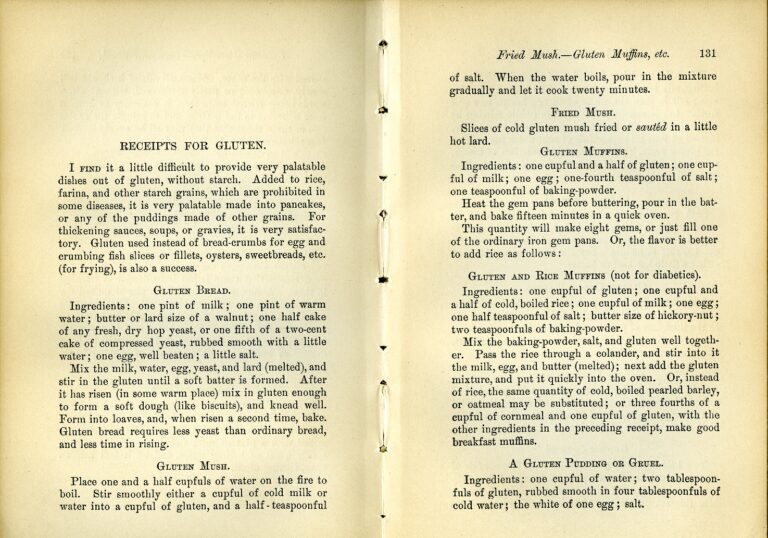 RECEIPTS FOR GLUTEN.
I FIND it a little difficult to provide very palatable
dishes out of gluten, without starch. Added to rice,
farina, and other starch grains, which are prohibited in
some diseases, it is very palatable made into pancakes,
or any of the puddings made of other grains. For
thickening sauces, soups, or gravies, it is very satisfac-
tory. Gluten used instead of bread-crumbs for egg and
crumbing fish slices or fillets, oysters, sweetbreads, etc.
(for frying), is also a success.
GLUTEN BREAD.
Ingredients: one pint of milk; one pint of warm
water; butter or lard size of a walnut; one half cake
of any fresh, dry hop yeast, or one fifth of a two-cent
cake of compressed yeast, rubbed smooth with a little
water; one egg, well beaten; a little salt.
Mix the milk, water, egg, yeast, and lard (melted), and
stir in the gluten until a soft batter is formed. After
it has risen (in some warm place) mix in gluten enough
to form a soft dough (like biscuits), and knead well.
Form into loaves, and, when risen a second time, bake.
Gluten bread requires less yeast than ordinary bread,
and less time in rising.
GLUTEN MUSH.
Place one and a half cupfuls of water on the fire to
boil. Stir smoothly either a cupful of cold milk or
water into a cupful of gluten, and a half-teaspoonful
Fried Mush.—Gluten Muffins, etc. 131
of salt. When the water boils, pour in the mixture
gradually and let it cook twenty minutes.
FRIED MUSH.
Slices of cold gluten mush fried or sautéd in a little
hot lard.
GLUTEN MUFFINS.
Ingredients: one cupful and a half of gluten; one cup-
ful of milk; one egg; one-fourth teaspoonful of salt;
one teaspoonful of baking-powder.
Heat the gem pans before buttering, pour in the bat-
ter, and bake fifteen minutes in a quick oven.
This quantity will make eight gems, or just fill one
of the ordinary iron gem pans. Or, the flavor is better
to add rice as follows:
GLUTEN AND RICE MUFFINS (not for diabetics).
Ingredients: one cupful of gluten; one cupful and
a half of cold, boiled rice; one cupful of milk; one egg;
one half teaspoonful of salt; butter size of hickory-nut;
two teaspoonfuls of baking-powder.
Mix the baking-powder, salt, and gluten well togeth-
er. Pass the rice through a colander, and stir into it
the milk, egg, and butter (melted); next add the gluten
mixture, and put it quickly into the oven. Or, instead
of rice, the same quantity of cold, boiled pearled barley,
or oatmeal may be substituted; or three fourths of a
cupful of cornmeal and one cupful of gluten, with the
other ingredients in the preceding receipt, make good
breakfast muffins.
A GLUTEN PUDDING OR GRUEL.
Ingredients: one cupful of water; two tablespoon-
fuls of gluten, rubbed smooth in four tablespoonfuls of
cold water; the white of one egg; salt.